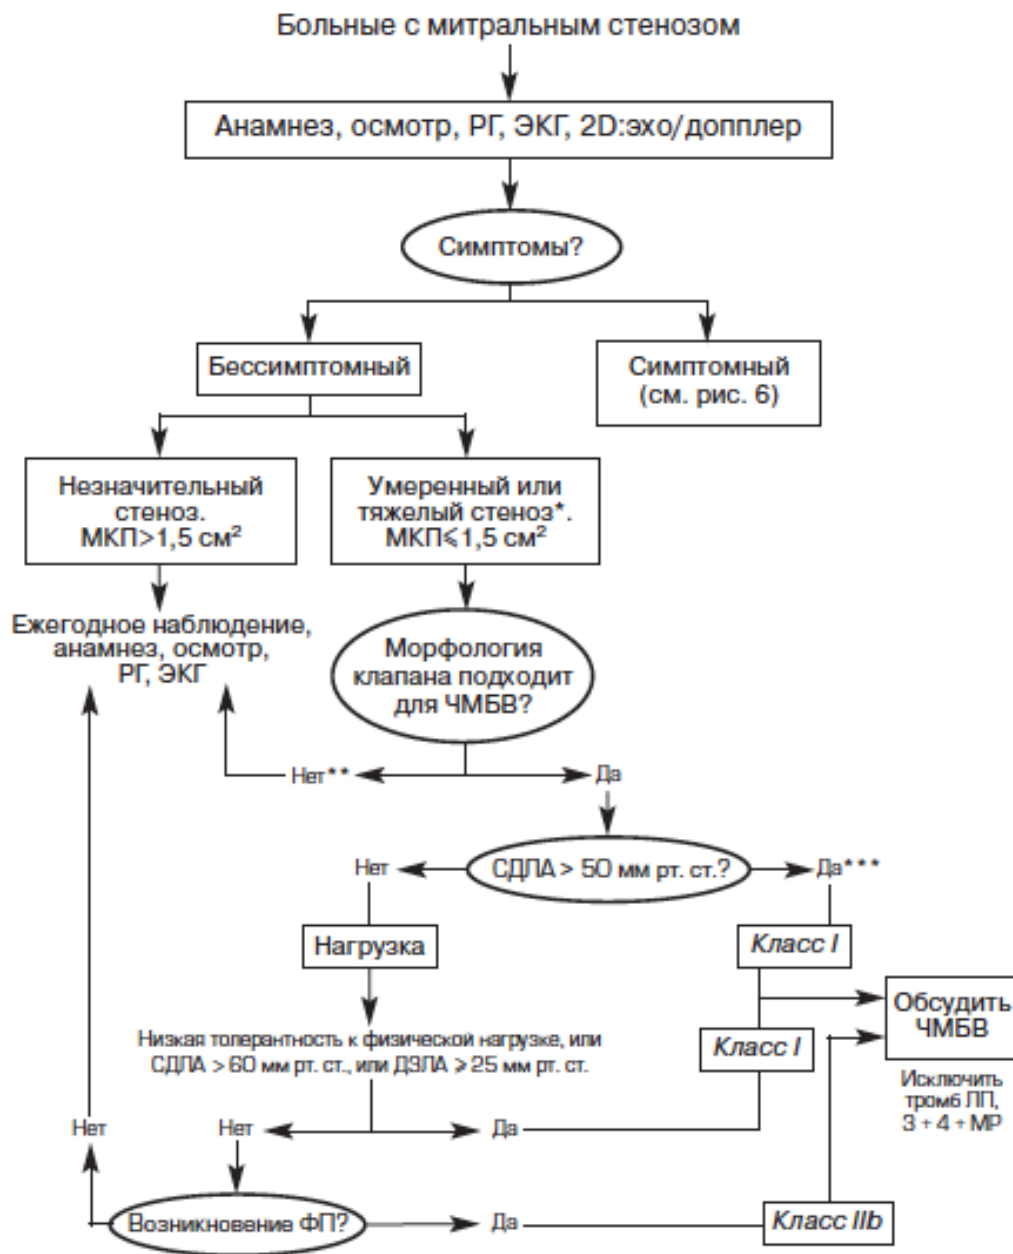 Больные с митральным стенозом
Анамнез, осмотр, РГ, ЭКГ, 2D:эхо/допплер
Симптомы?
Бессимптомный
Симптомный
(см. рис. 6)
Незначительный
стеноз.
МКП>1,5 см²
Умеренный или
тяжелый стеноз*.
МКП⩽1,5 см²
Ежегодное наблюдение,
анамнез, осмотр,
РГ, ЭКГ
Морфология
клапана подходит
для ЧМБВ?
Нет**
Да
Нет
СДЛА > 50 мм рт. ст.?
Да***
Нагрузка
Класс I
Обсудить
ЧМБВ
Низкая толерантность к физической нагрузке, или
СДЛА > 60 мм рт. ст., или ДЗЛА ⩾ 25 мм рт. ст.
Класс I
Исключить
тромб ЛП,
3 + 4 + МР
Нет
Нет
Да
Возникновение ФП?
Да
Класс IIb